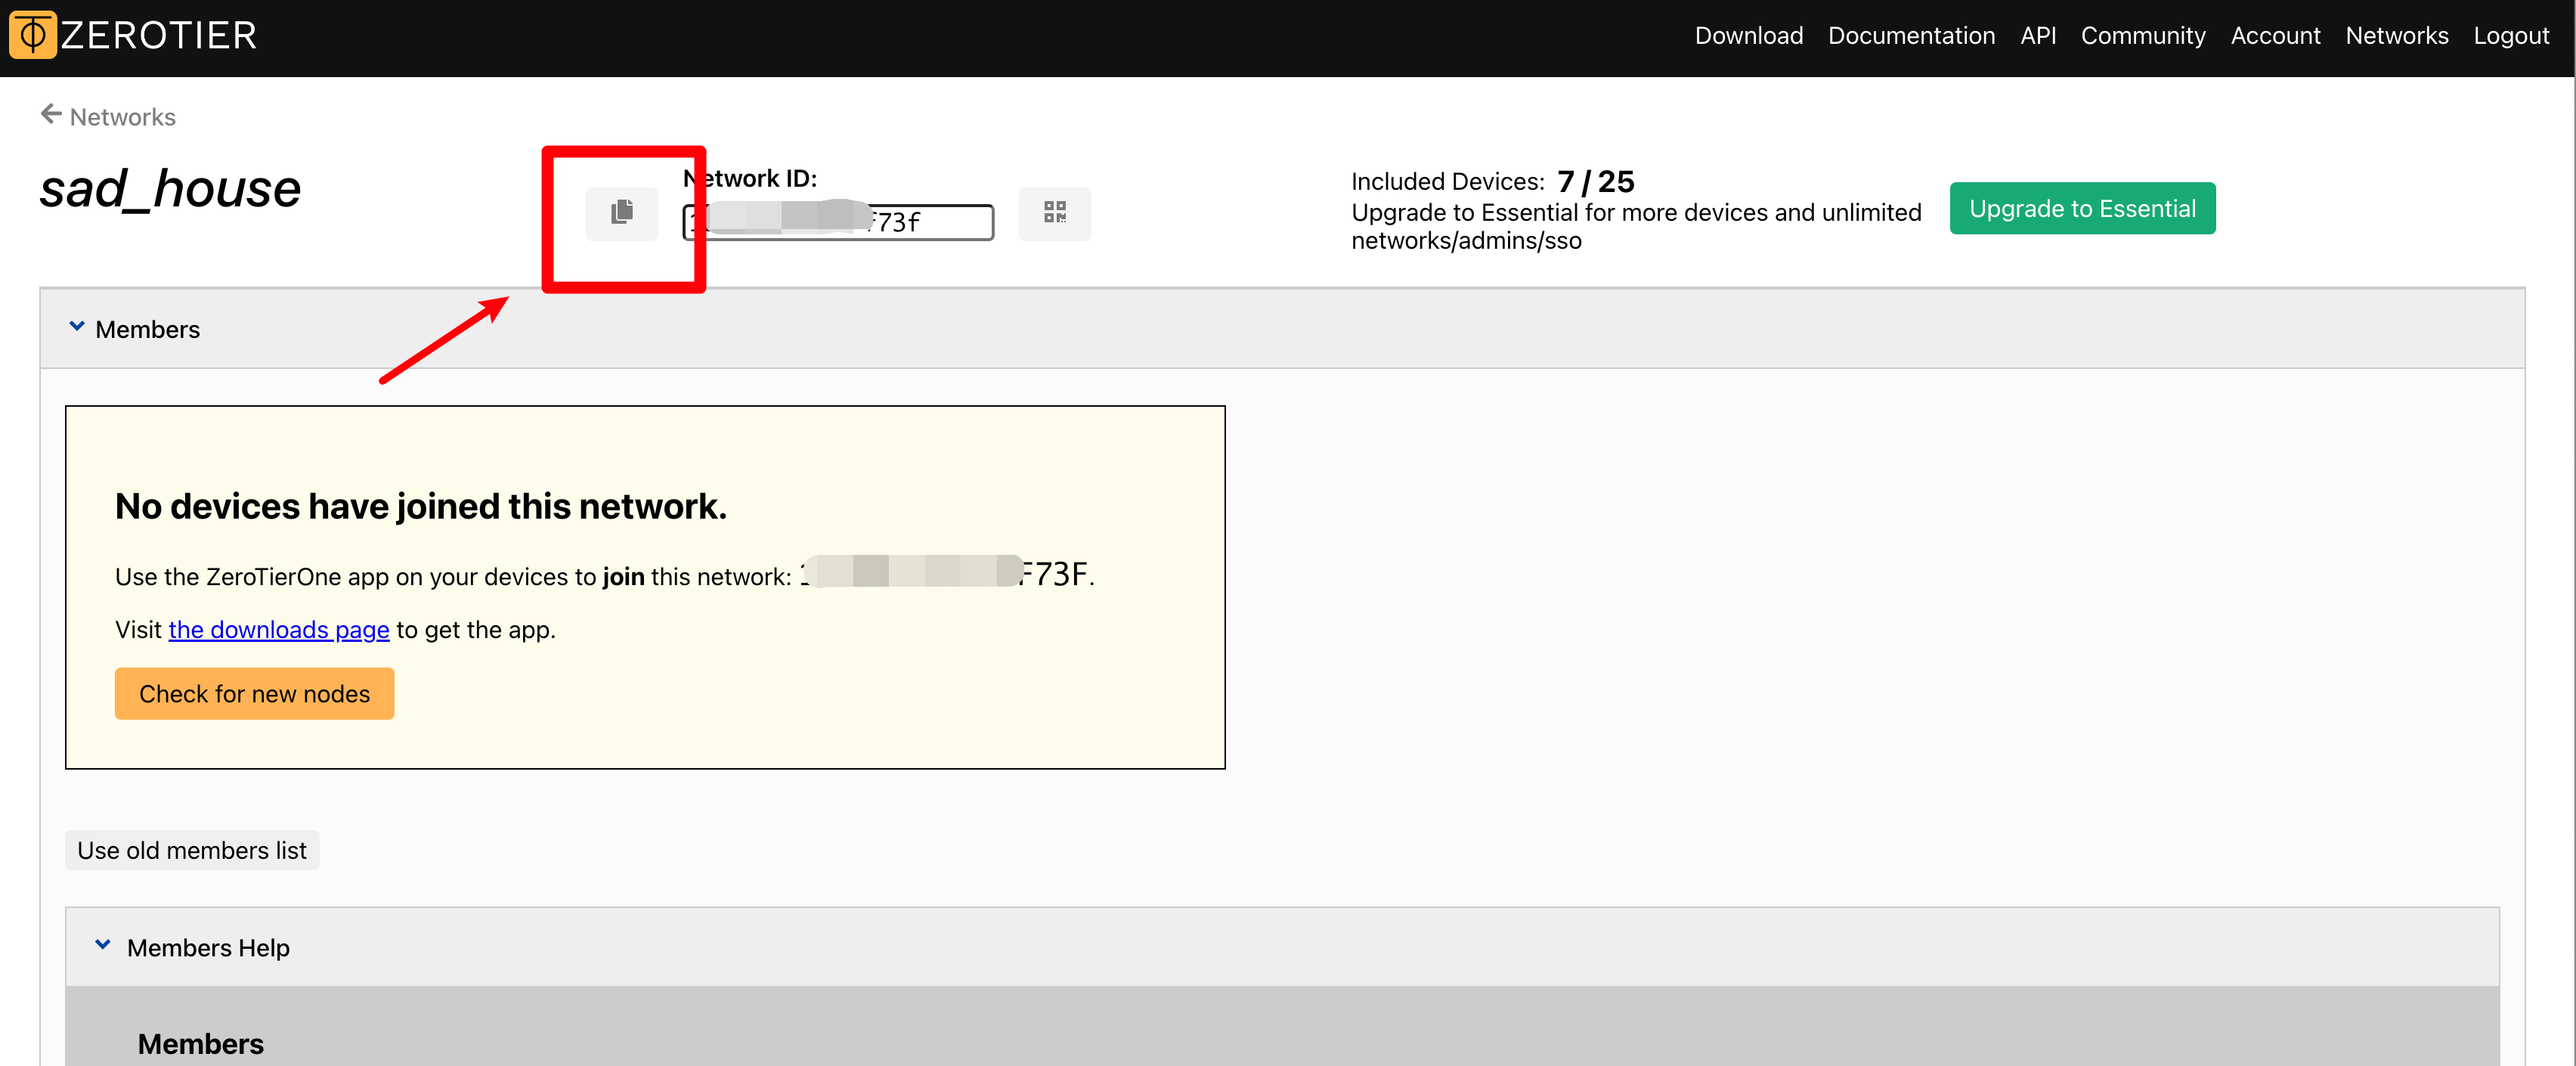 ZEROTIER
Download Documentation API Community Account Networks Logout
Networks
sad_house
Network ID:
f73f
Included Devices: 7 / 25
Upgrade to Essential for more devices and unlimited
networks/admins/sso
Upgrade to Essential
Members
No devices have joined this network.
Use the ZeroTierOne app on your devices to join this network: F73F.
Visit the downloads page to get the app.
Check for new nodes
Use old members list
Members Help
Members